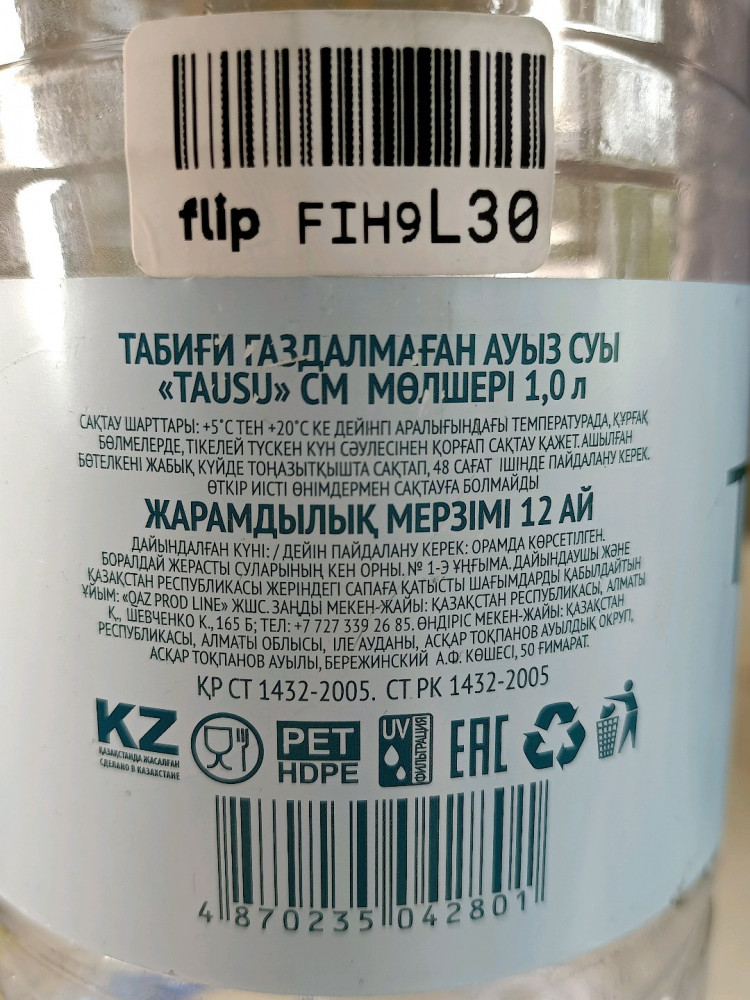 flip FIH9L30
ТАБИҒИ ГАЗДАЛМАҒАН АУЫЗ СУЫ
«TAUSU» СМ МӨЛШЕРІ 1,0 л
САҚТАУ ШАРТТАРЫ: +5°С ТЕН +20°С КЕ ДЕЙІНГІ АРАЛЫҒЫНДАҒЫ ТЕМПЕРАТУРАДА, ҚҰРҒАҚ
БӨЛМЕЛЕРДЕ, ТІКЕЛЕЙ ТҮСКЕН КҮН СӘУЛЕСІНЕН ҚОРҒАП САҚТАУ ҚАЖЕТ. АШЫЛҒАН
БӨТЕЛКЕНІ ЖАБЫҚ КҮЙДЕ ТОҢАЗЫТҚЫШТА САҚТАП, 48 САҒАТ ІШІНДЕ ПАЙДАЛАНУ КЕРЕК.
ӨТКІР ИІСТІ ӨНІМДЕРМЕН САҚТАУҒА БОЛМАЙДЫ
ЖАРАМДЫЛЫҚ МЕРЗІМІ 12 АЙ
ДАЙЫНДАЛҒАН КҮНІ: / ДЕЙІН ПАЙДАЛАНУ КЕРЕК: ОРАМДА КӨРСЕТІЛГЕН.
БОРАЛДАЙ ЖЕРАСТЫ СУЛАРЫНЫҢ КЕН ОРНЫ. № 1-Э ҰҢҒЫМА. ДАЙЫНДАУШЫ ЖӘНЕ
ҚАЗАҚСТАН РЕСПУБЛИКАСЫ ЖЕРІНДЕГІ САПАҒА ҚАТЫСТЫ ШАҒЫМДАРДЫ ҚАБЫЛДАЙТЫН
ҰЙЫМ: «QAZ PROD LINE» ЖШС. ЗАҢДЫ МЕКЕН-ЖАЙЫ: ҚАЗАҚСТАН РЕСПУБЛИКАСЫ, АЛМАТЫ
Қ., ШЕВЧЕНКО К., 165 Б; ТЕЛ: +7 727 339 26 85. ӨНДІРІС МЕКЕН-ЖАЙЫ: ҚАЗАҚСТАН
РЕСПУБЛИКАСЫ, АЛМАТЫ ОБЛЫСЫ, ІЛЕ АУДАНЫ, АСҚАР ТОҚПАНОВ АУЫЛДЫҚ ОКРУГ,
АСҚАР ТОҚПАНОВ АУЫЛЫ, БЕРЕЖИНСКИЙ А.Ф. КӨШЕСІ, 50 ҒИМАРАТ.
ҚР СТ 1432-2005. СТ РК 1432-2005
KZ
ҚАЗАҚСТАНДА ЖАСАЛҒАН
СДЕЛАНО В КАЗАХСТАНЕ
PET
HDPE
UV
ФИЛЬТРАЦИЯ
EAC
4 870235 042801